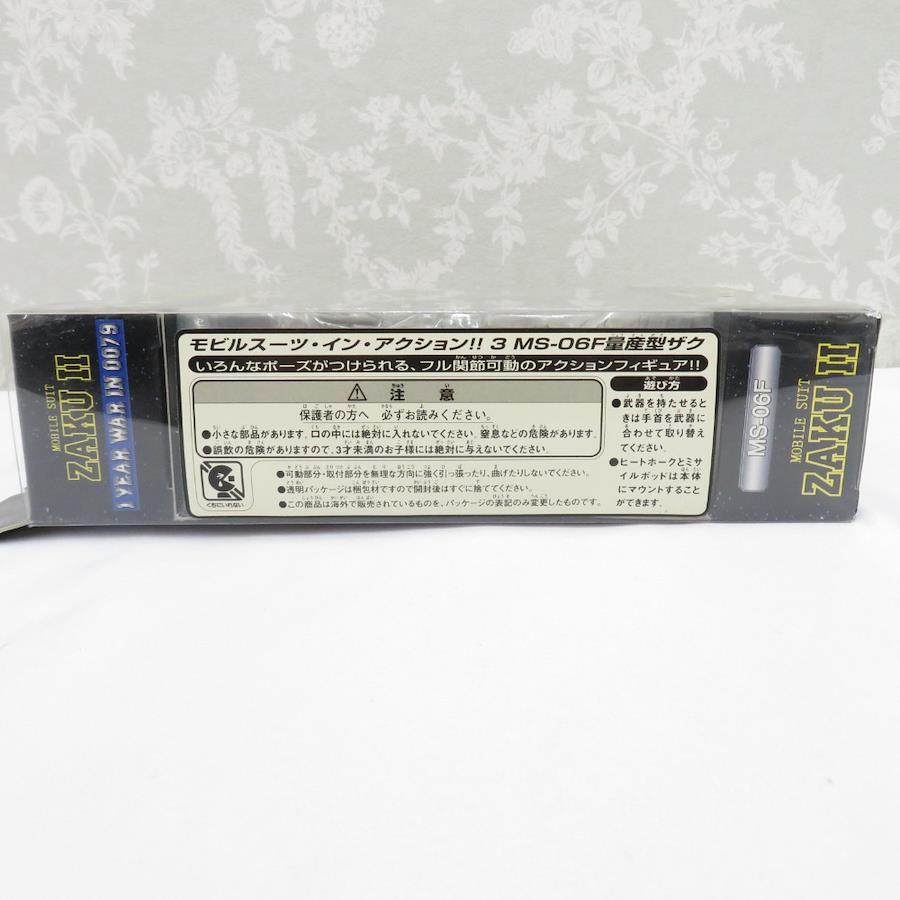 MOBILE SUIT
ZAKU II
1 YEAR WAR IN 0079
モビルスーツ・イン・アクション!! 3 MS-06F量産型ザク
いろんなポーズがつけられる、フル関節可動のアクションフィギュア!!
注 意
保護者の方へ 必ずお読みください。
●小さな部品があります。口の中には絶対に入れないでください。窒息などの危険があります。
●誤飲の危険がありますので、3才未満のお子様には絶対に与えないでください。
くちにいれない
●可動部分・取付部分を無理な方向に強く引っ張ったり、曲げたりしないでください。
●透明パッケージは梱包材ですので開封後はすぐに捨ててください。
●この商品は海外で販売されているものを、パッケージの表記のみ変更したものです。
遊び方
●武器を持たせると
きは手首を武器に
合わせて取り替え
てください。
●ヒートホークとミサ
イルポッドは本体
にマウントすること
ができます。
MS-06F
MOBILE SUIT
ZAKU II